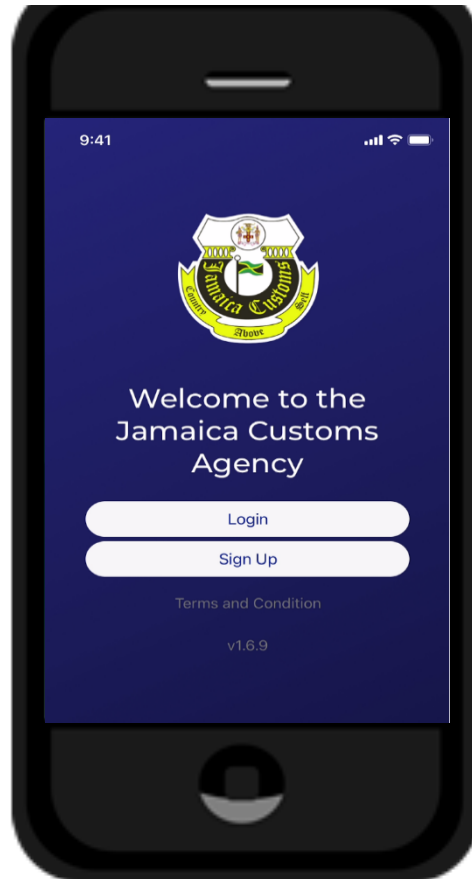 9:41
Jamaica Customs
Country Above Self
Welcome to the
Jamaica Customs
Agency
Login
Sign Up
Terms and Condition
v1.6.9